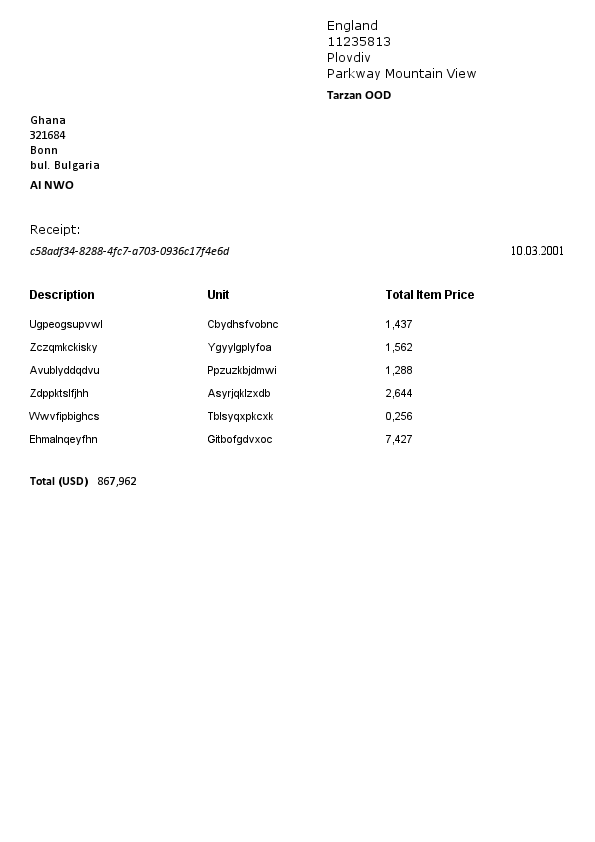 England
11235813
Plovdiv
Parkway Mountain View
Tarzan OOD
Ghana
321684
Bonn
bul. Bulgaria
AI NWO
Receipt:
c58adf34-8288-4fc7-a703-0936c17f4e6d 10.03.2001
Description Unit Total Item Price
Ugpeogsupvwl Cbydhsfvobnc 1,437
Zczqmkckisky Ygyylgplyfoa 1,562
Avublyddqdvu Ppzuzkbjdmwi 1,288
Zdppktslfjhh Asyrjqklzxdb 2,644
Wwvfipbighcs Tblsyqxpkcxk 0,256
Ehmalnqeyfhn Gitbofgdvxoc 7,427
Total (USD) 867,962